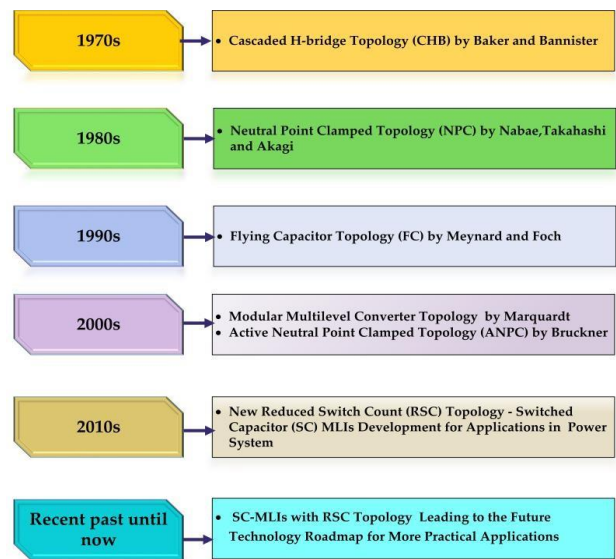 1970s
• Cascaded H-bridge Topology (CHB) by Baker and Bannister
1980s
• Neutral Point Clamped Topology (NPC) by Nabae,Takahashi
and Akagi
1990s
• Flying Capacitor Topology (FC) by Meynard and Foch
2000s
• Modular Multilevel Converter Topology by Marquardt
• Active Neutral Point Clamped Topology (ANPC) by Bruckner
2010s
• New Reduced Switch Count (RSC) Topology - Switched
Capacitor (SC) MLIs Development for Applications in Power
System
Recent past until
now
• SC-MLIs with RSC Topology Leading to the Future
Technology Roadmap for More Practical Applications